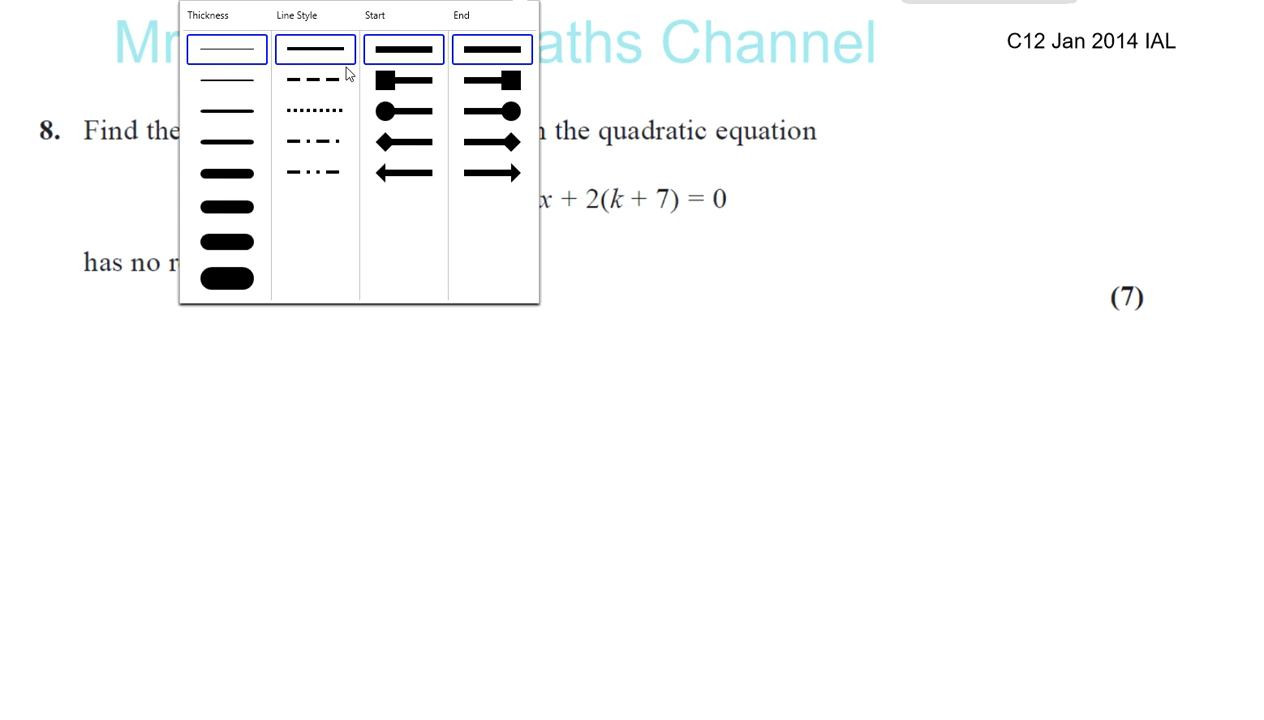 Thickness Line Style Start End
Mr aths Channel
C12 Jan 2014 IAL
8. Find the the quadratic equation
x + 2(k + 7) = 0
has no
(7)